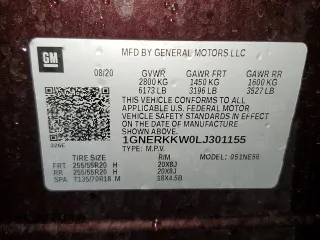 GM
MFD BY GENERAL MOTORS LLC
08/20 GVWR GAWR FRT GAWR RR
2800 KG 1450 KG 1600 KG
6173 LB 3196 LB 3527 LB
THIS VEHICLE CONFORMS TO ALL APPLICABLE U.S. FEDERAL MOTOR VEHICLE SAFETY STANDARDS IN EFFECT ON THE DATE OF MANUFACTURE SHOWN ABOVE.
1GNERKKW0LJ301155
TYPE: M.P.V. MODEL: 051NE56
326E
TIRE SIZE RIM
FRT 255/55R20 H 20X8J
RR 255/55R20 H 20X8J
SPA T135/70R18 M 18X4.5B